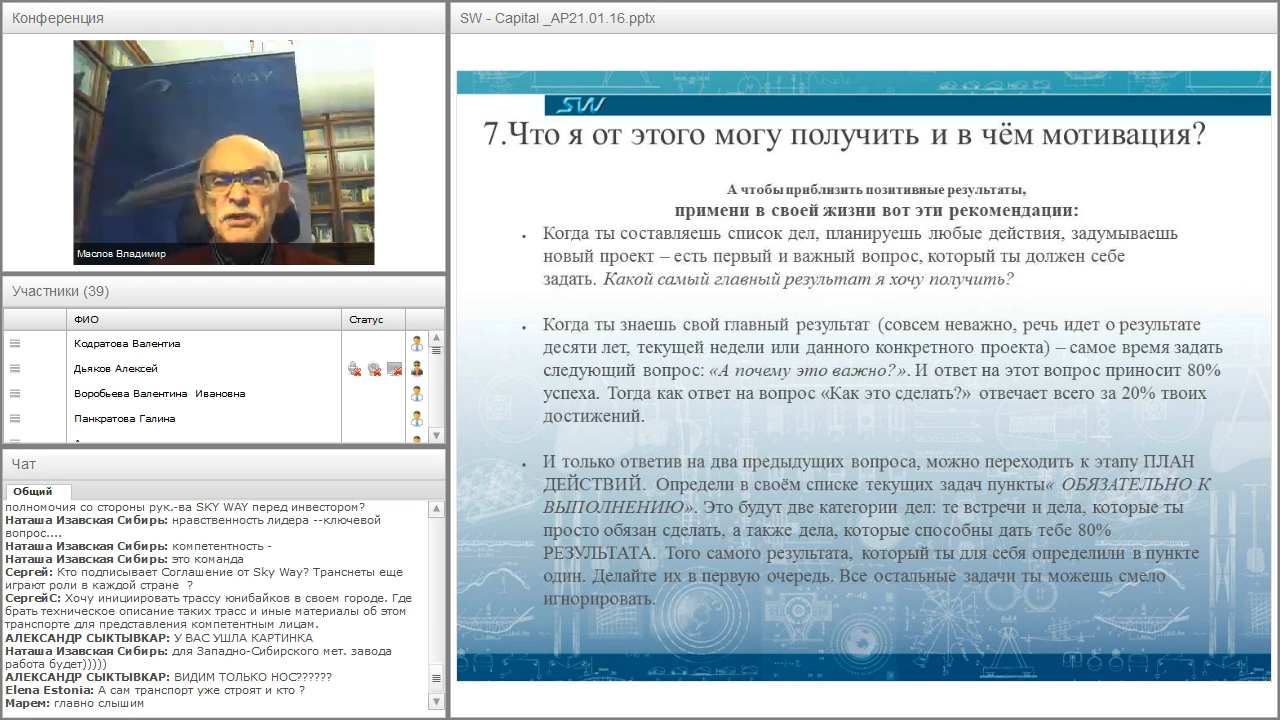 Конференция
WAY
Маслов Владимир
Участники (39)
ФИО Статус
Кодратова Валентиа
Дьяков Алексей
Воробьева Валентина Ивановна
Панкратова Галина
Чат
Общий
полномочия со стороны рук.-ва SKY WAY перед инвестором?
Наташа Изавская Сибирь: нравственность лидера --ключевой
вопрос....
Наташа Изавская Сибирь: компетентность -
Наташа Изавская Сибирь: это команда
Сергей: Кто подписывает Соглашение от Sky Way? Транснеты еще
играют роли в каждой стране ?
СергейС: Хочу инициировать трассу юнибайков в своем городе. Где
брать техническое описание таких трасс и иные материалы об этом
транспорте для представления компетентным лицам.
АЛЕКСАНДР СЫКТЫВКАР: У ВАС УШЛА КАРТИНКА
Наташа Изавская Сибирь: для Западно-Сибирского мет. завода
работа будет)))))
АЛЕКСАНДР СЫКТЫВКАР: ВИДИМ ТОЛЬКО НОС??????
Elena Estonia: А сам транспорт уже строят и кто ?
Марем: главно слышим
SW - Capital _AP21.01.16.pptx
SW
7.Что я от этого могу получить и в чём мотивация?
А чтобы приблизить позитивные результаты,
примени в своей жизни вот эти рекомендации:
• Когда ты составляешь список дел, планируешь любые действия, задумываешь
новый проект – есть первый и важный вопрос, который ты должен себе
задать. Какой самый главный результат я хочу получить?
• Когда ты знаешь свой главный результат (совсем неважно, речь идет о результате
десяти лет, текущей недели или данного конкретного проекта) – самое время задать
следующий вопрос: «А почему это важно?». И ответ на этот вопрос приносит 80%
успеха. Тогда как ответ на вопрос «Как это сделать?» отвечает всего за 20% твоих
достижений.
• И только ответив на два предыдущих вопроса, можно переходить к этапу ПЛАН
ДЕЙСТВИЙ. Определи в своём списке текущих задач пункты« ОБЯЗАТЕЛЬНО К
ВЫПОЛНЕНИЮ». Это будут две категории дел: те встречи и дела, которые ты
просто обязан сделать, а также дела, которые способны дать тебе 80%
РЕЗУЛЬТАТА. Того самого результата, который ты для себя определили в пункте
один. Делайте их в первую очередь. Все остальные задачи ты можешь смело
игнорировать.